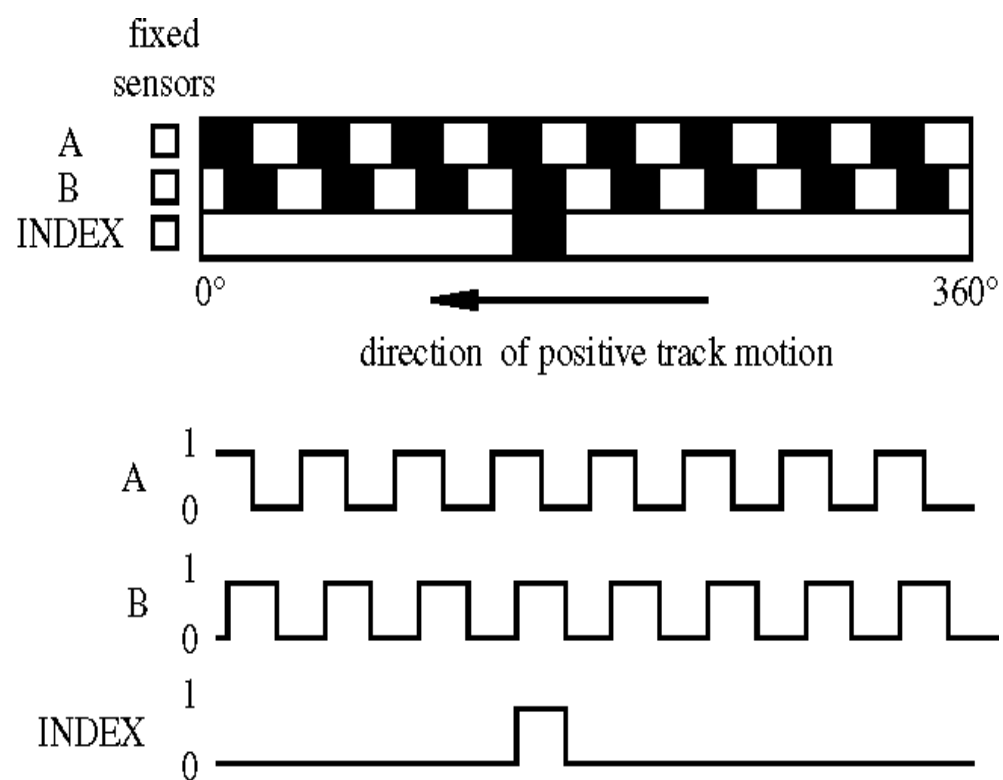 fixed
sensors
A
B
INDEX
0° 360°
direction of positive track motion
1
A
0
1
B
0
1
INDEX
0